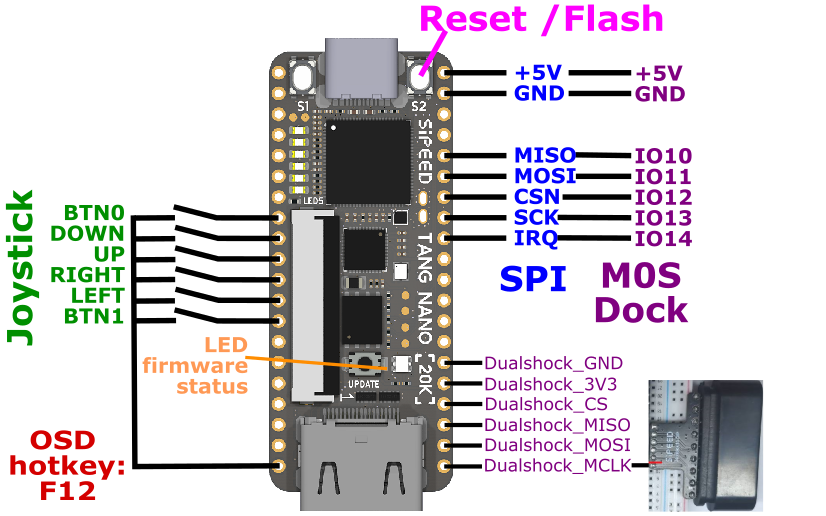 Reset /Flash
S1
S2
+5V
+5V
GND
GND
SiPEED
MISO
IO10
MOSI
IO11
CSN
IO12
SCK
IO13
IRQ
IO14
LED5
Joystick
BTN0
DOWN
UP
RIGHT
LEFT
BTN1
TANG NANO
20K
SPI
M0S
Dock
LED
firmware
status
UPDATE
Dualshock_GND
Dualshock_3V3
Dualshock_CS
Dualshock_MISO
Dualshock_MOSI
Dualshock_MCLK
SiPEED
OSD
hotkey:
F12